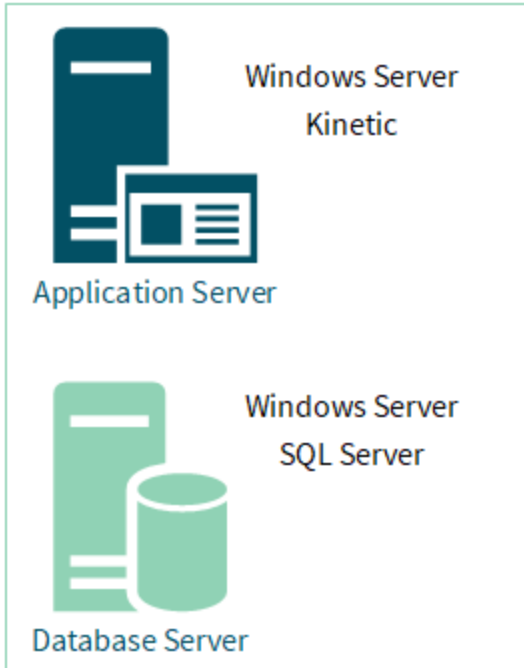 Windows Server
Kinetic
Application Server
Windows Server
SQL Server
Database Server